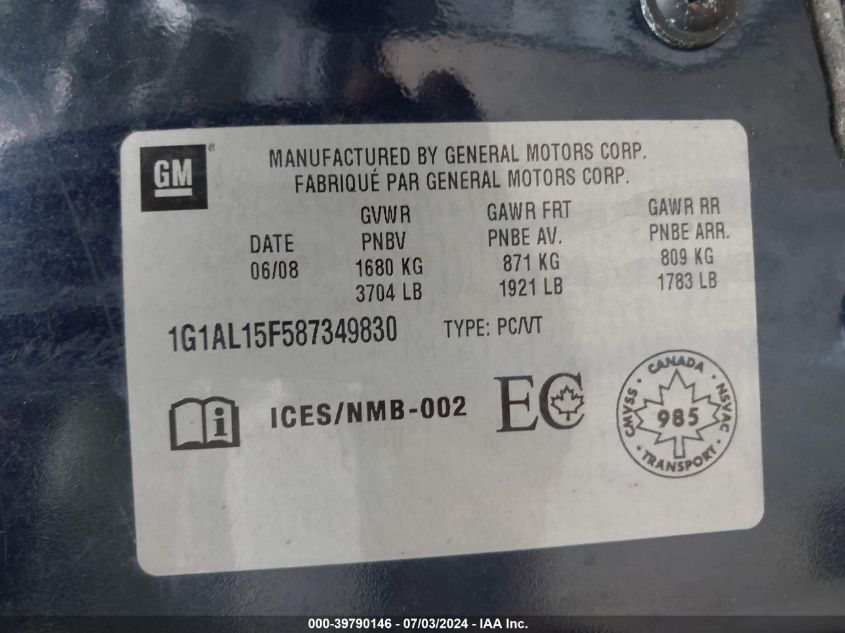 GM®
MANUFACTURED BY GENERAL MOTORS CORP.
FABRIQUÉ PAR GENERAL MOTORS CORP.
GVWR GAWR FRT GAWR RR
DATE PNBV PNBE AV. PNBE ARR.
06/08 1680 KG 871 KG 809 KG
3704 LB 1921 LB 1783 LB
1G1AL15F587349830 TYPE: PC/VT
i ICES/NMB-002 EC
CANADA
CMVSS 985 NSVAC
• TRANSPORT •
000-39790146 - 07/03/2024 - IAA Inc.